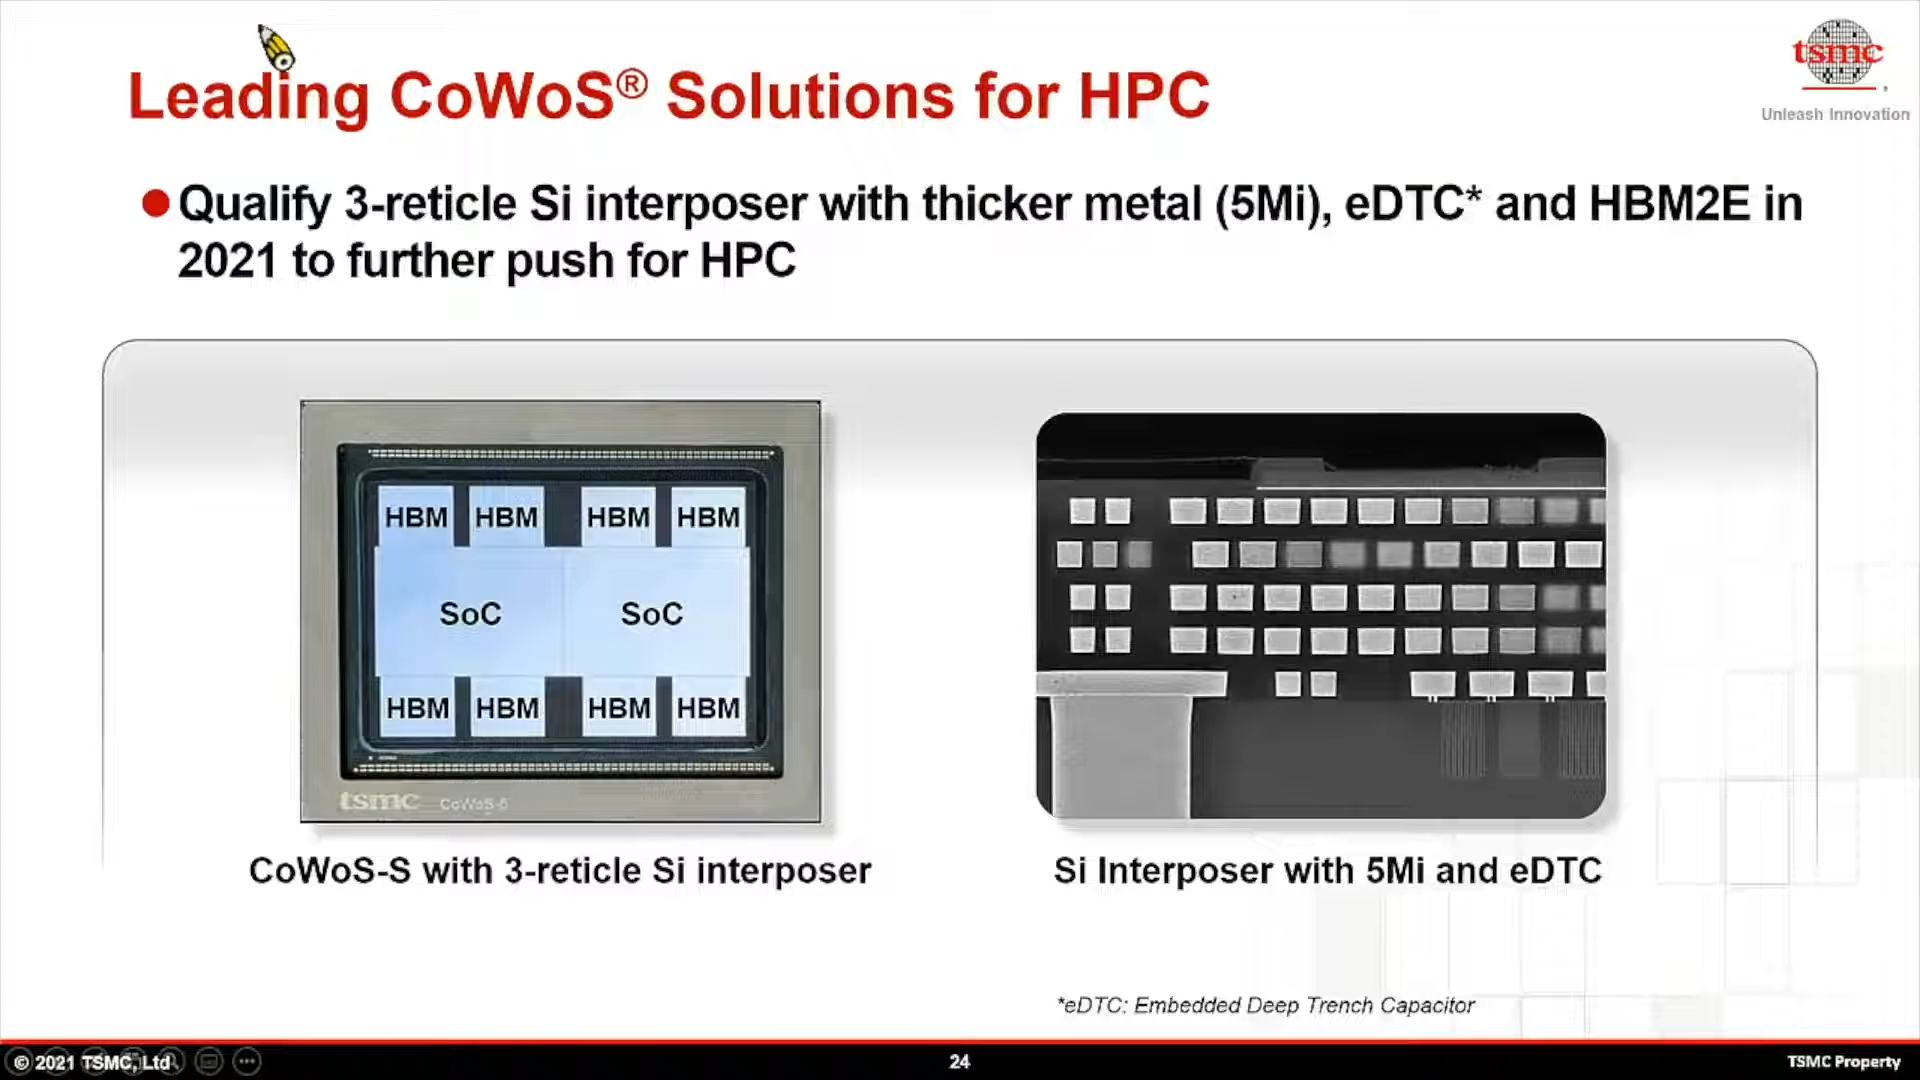 tsmc
Unleash Innovation
Leading CoWoS® Solutions for HPC
Qualify 3-reticle Si interposer with thicker metal (5Mi), eDTC* and HBM2E in
2021 to further push for HPC
HBM HBM HBM HBM
SoC SoC
HBM HBM HBM HBM
tsmc
CoWoS-S with 3-reticle Si interposer
Si Interposer with 5Mi and eDTC
*eDTC: Embedded Deep Trench Capacitor
© 2021 TSMC, Ltd
24
TSMC Property